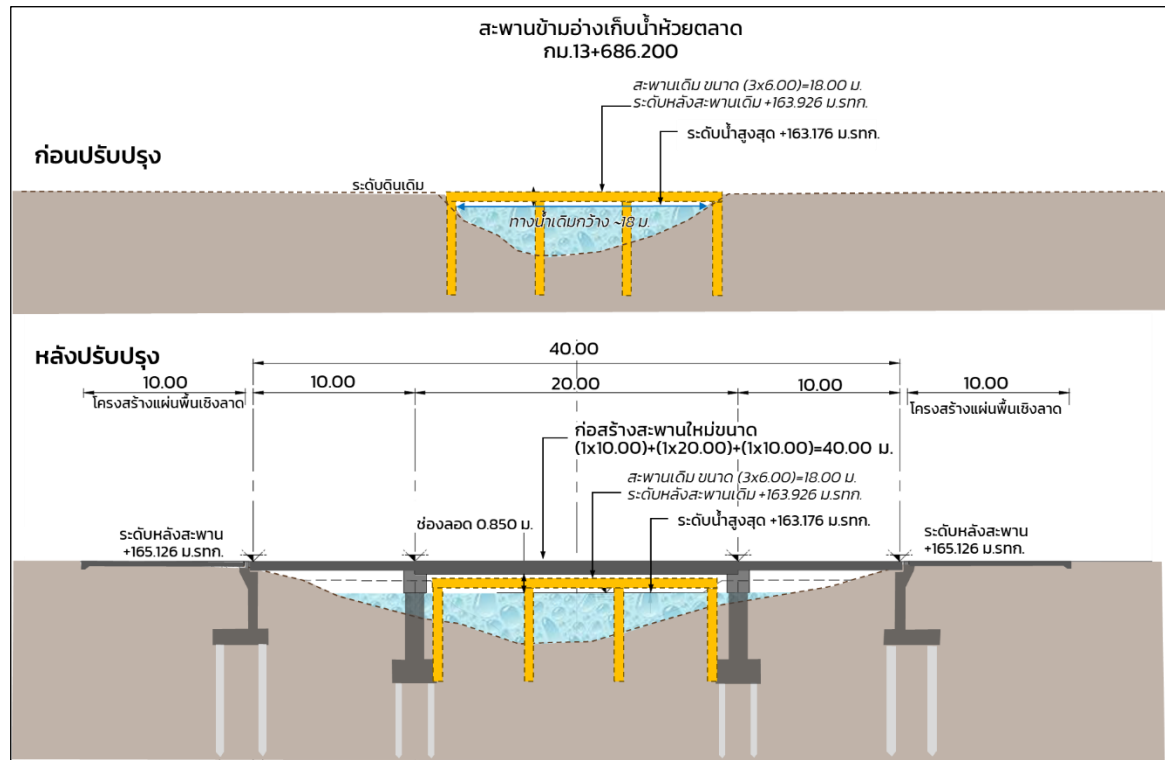 สะพานข้ามอ่างเก็บน้ำห้วยตลาด
กม.13+686.200
สะพานเดิม ขนาด (3x6.00)=18.00 ม.
ระดับหลังสะพานเดิม +163.926 ม.รทก.
ระดับน้ำสูงสุด +163.176 ม.รทก.
ก่อนปรับปรุง
ระดับดินเดิม
ทางน้ำเดิมกว้าง ~18 ม.
หลังปรับปรุง
40.00
10.00 10.00 20.00 10.00 10.00
โครงสร้างแผ่นพื้นเชิงลาด โครงสร้างแผ่นพื้นเชิงลาด
ก่อสร้างสะพานใหม่ขนาด
(1x10.00)+(1x20.00)+(1x10.00)=40.00 ม.
สะพานเดิม ขนาด (3x6.00)=18.00 ม.
ระดับหลังสะพานเดิม +163.926 ม.รทก.
ช่องลอด 0.850 ม.
ระดับน้ำสูงสุด +163.176 ม.รทก.
ระดับหลังสะพาน
+165.126 ม.รทก.
ระดับหลังสะพาน
+165.126 ม.รทก.